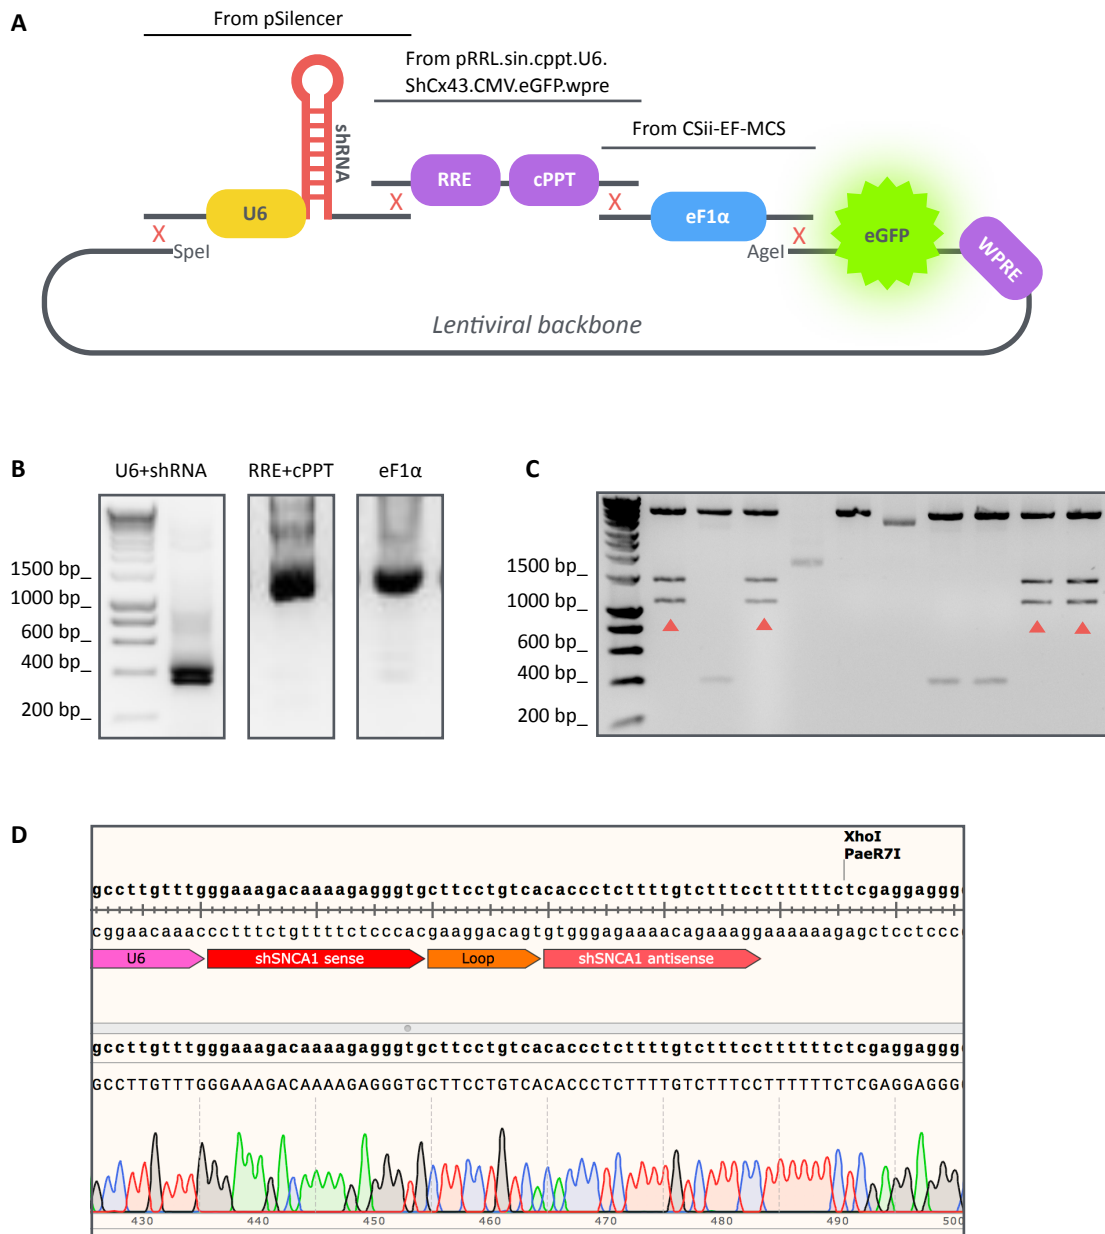 A
From pSilencer
From pRRL.sin.cppt.U6.
ShCx43.CMV.eGFP.wpre
From CSii-EF-MCS
shRNA
RRE
cPPT
U6
eF1α
eGFP
WPRE
X
X
X
X
SpeI
AgeI
Lentiviral backbone
B
U6+shRNA
RRE+cPPT
eF1α
1500 bp_
1000 bp_
600 bp_
400 bp_
200 bp_
C
1500 bp_
1000 bp_
600 bp_
400 bp_
200 bp_
D
XhoI
PaeR7I
gccttgtttgggaaagacaaaagagggtgcttcctgtcacaccctcttttgtctttccttttttctcgaggaggg
cggaacaaaccctttctgttttctcccacgaaggacagtgtgggagaaaacagaaaggaaaaaagagctcctccc
U6
shSNCA1 sense
Loop
shSNCA1 antisense
gccttgtttgggaaagacaaaagagggtgcttcctgtcacaccctcttttgtctttccttttttctcgaggaggg
GCCTTGTTTGGGAAAGACAAAAGAGGGTGCTTCCTGTCACACCCTCTTTTGTCTTTCCTTTTTTCTCGAGGAGGG
430 440 450 460 470 480 490 500